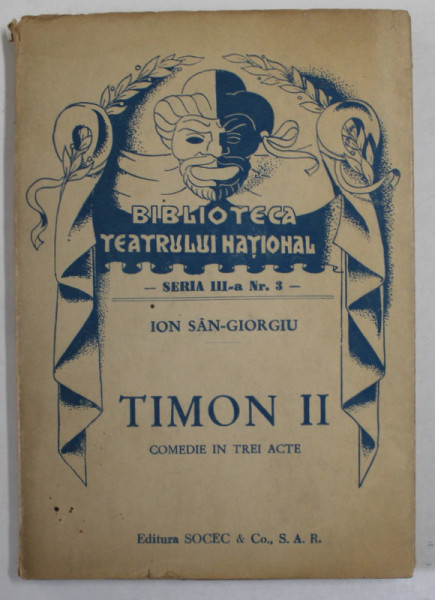 BIBLIOTECA
TEATRULUI NAȚIONAL
— SERIA III-a Nr. 3 —
ION SÂN-GIORGIU
TIMON II
COMEDIE IN TREI ACTE
Editura SOCEC & Co., S. A. R.